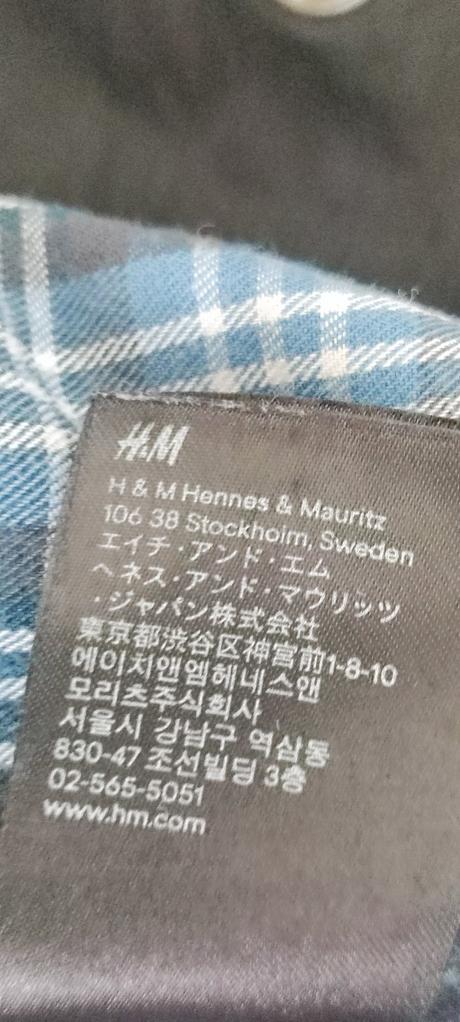 H&M
H & M Hennes & Mauritz
106 38 Stockholm, Sweden
エイチ・アンド・エム
ヘネス・アンド・マウリッツ
・ジャパン株式会社
東京都渋谷区神宮前1-8-10
에이치앤엠헤네스앤
모리츠주식회사
서울시 강남구 역삼동
830-47 조선빌딩 3층
02-565-5051
www.hm.com